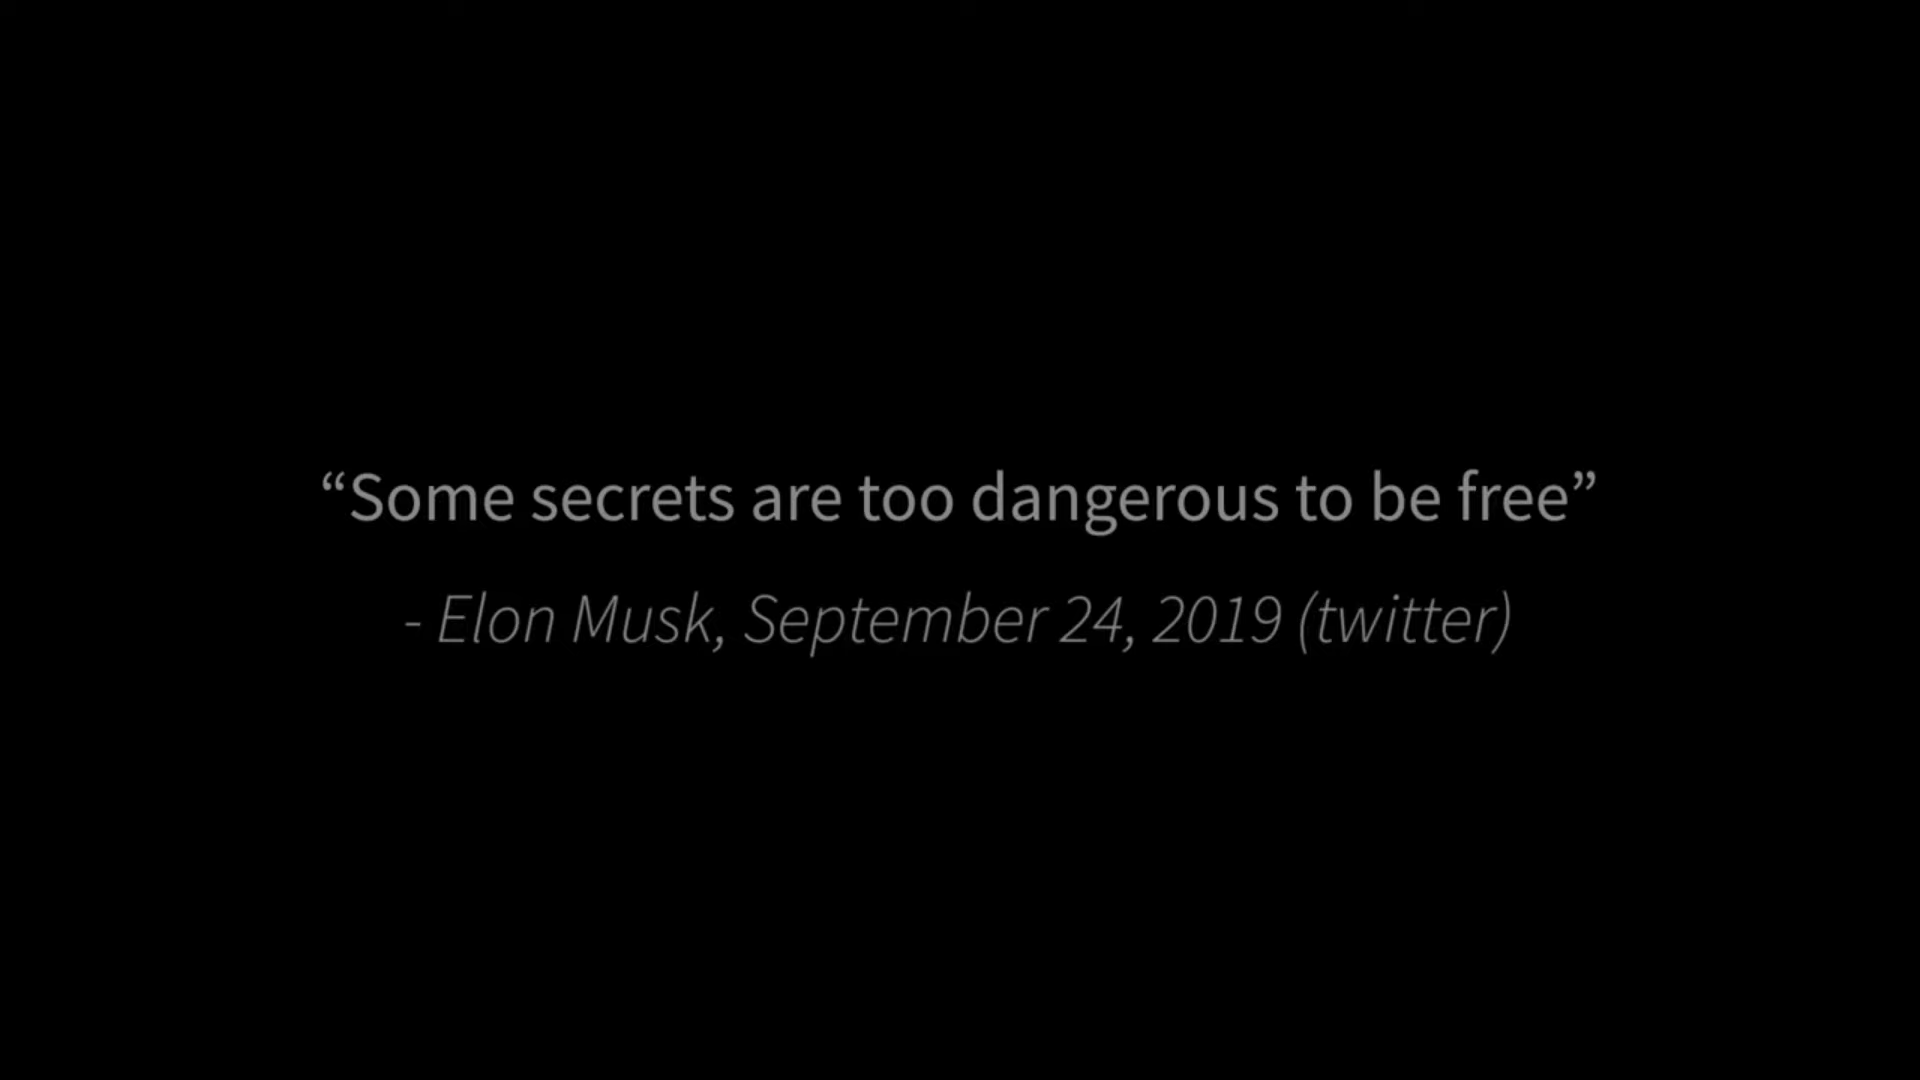 “Some secrets are too dangerous to be free”
- Elon Musk, September 24, 2019 (twitter)